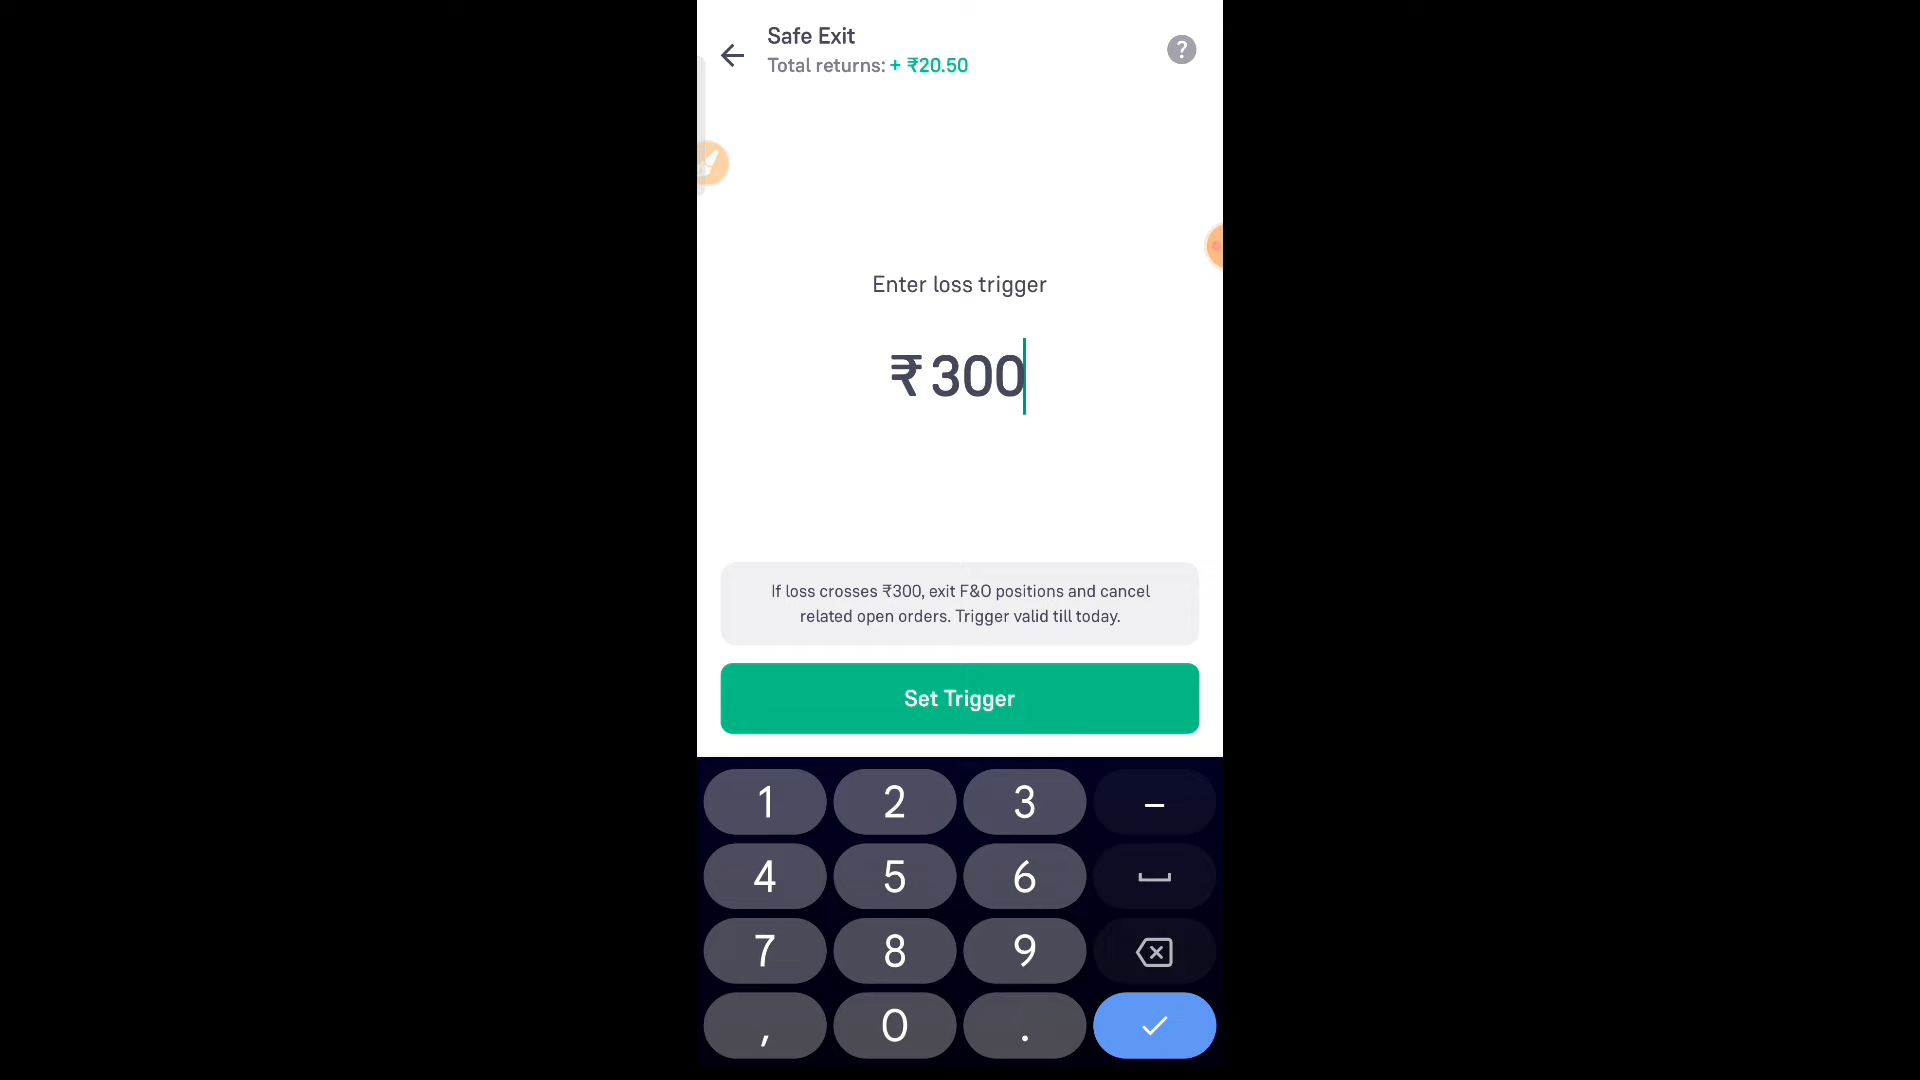 Safe Exit
Total returns: + ₹20.50
?
Enter loss trigger
₹300
If loss crosses ₹300, exit F&O positions and cancel
related open orders. Trigger valid till today.
Set Trigger
1 2 3 –
4 5 6
7 8 9
, 0 .